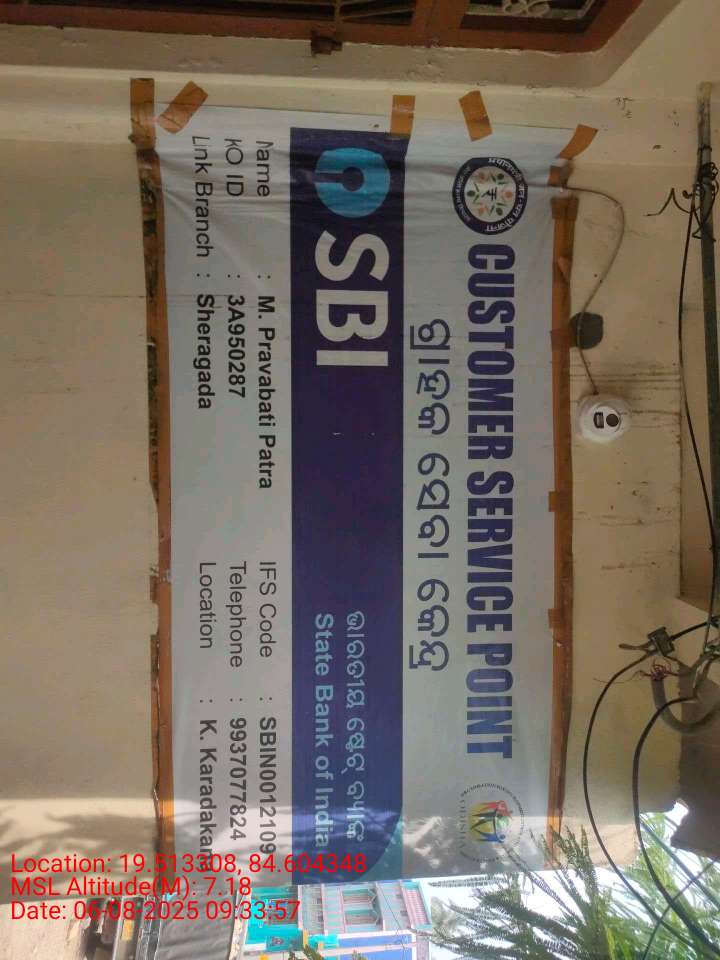 CUSTOMER SERVICE POINT
ଗ୍ରାହକ ସେବା କେନ୍ଦ୍ର
SBI
ଭାରତୀୟ ଷ୍ଟେଟ୍ ବ୍ୟାଙ୍କ
State Bank of India
Name : M. Pravabati Patra IFS Code : SBIN0012109
KO ID : 3A950287 Telephone : 9937077824
Link Branch : Sheragada Location : K. Karadakana
Location: 19.513308, 84.604348
MSL Altitude(M): 7.18
Date: 06-08-2025 09:33:57